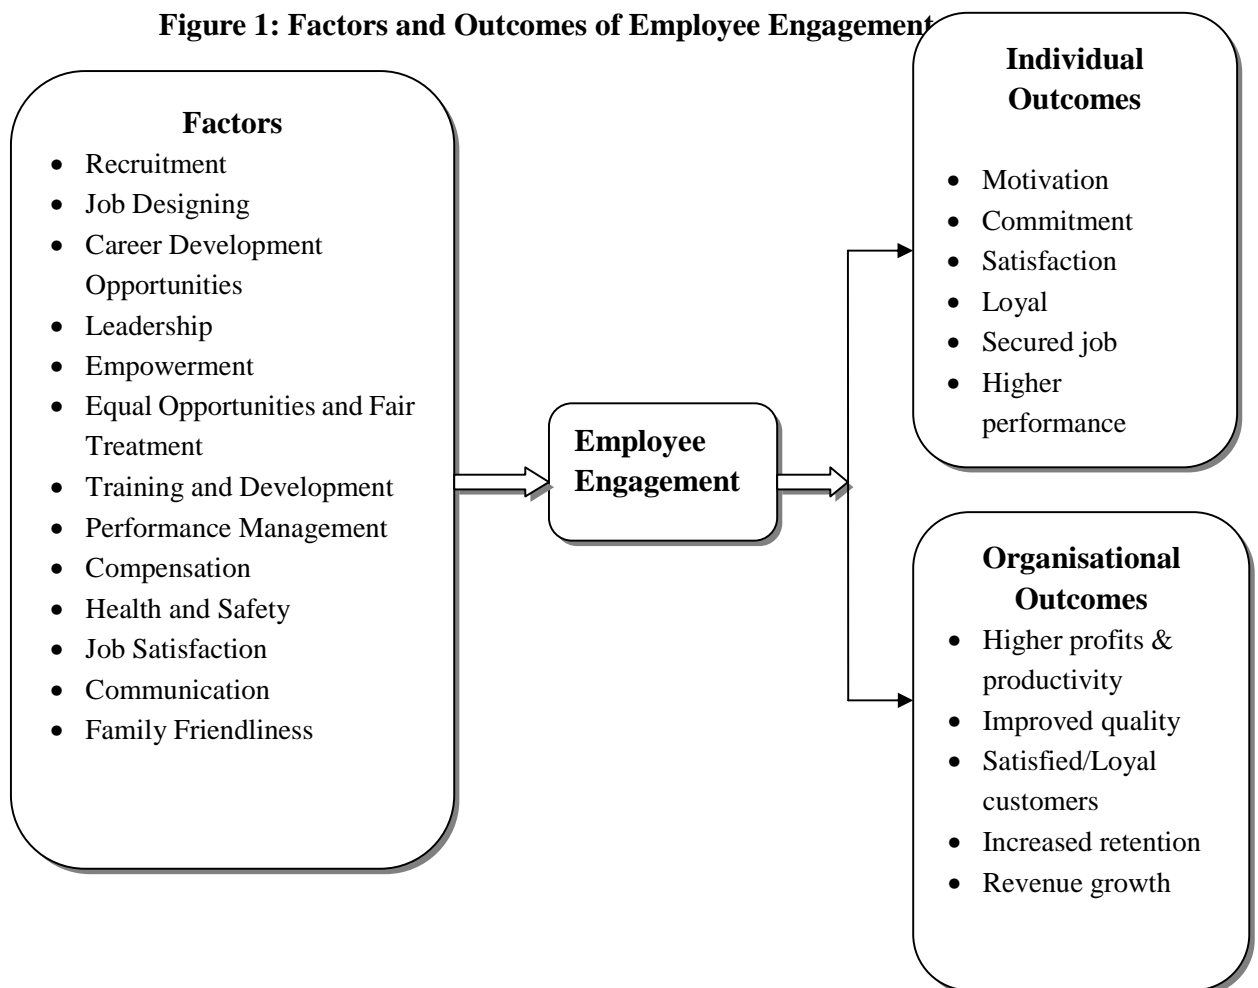 Figure 1: Factors and Outcomes of Employee Engagement
Factors
• Recruitment
• Job Designing
• Career Development
Opportunities
• Leadership
• Empowerment
• Equal Opportunities and Fair
Treatment
• Training and Development
• Performance Management
• Compensation
• Health and Safety
• Job Satisfaction
• Communication
• Family Friendliness
Employee
Engagement
Individual
Outcomes
• Motivation
• Commitment
• Satisfaction
• Loyal
• Secured job
• Higher
performance
Organisational
Outcomes
• Higher profits &
productivity
• Improved quality
• Satisfied/Loyal
customers
• Increased retention
• Revenue growth